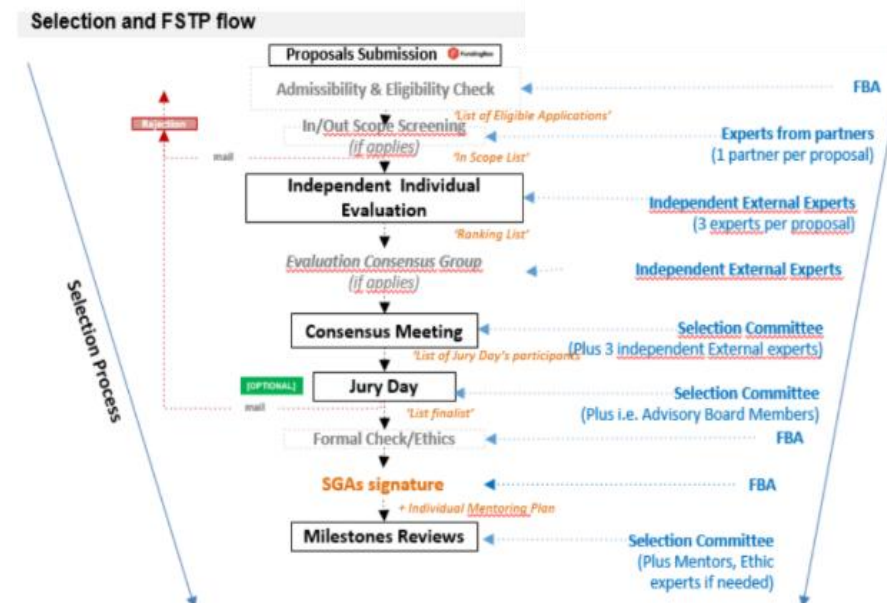 Selection and FSTP flow
Proposals Submission FundingBox
Admissibility & Eligibility Check
FBA
'List of Eligible Applications'
Rejection
In/Out Scope Screening
(if applies)
Experts from partners
(1 partner per proposal)
mail
'In Scope List'
Independent Individual
Evaluation
Independent External Experts
(3 experts per proposal)
'Ranking List'
Evaluation Consensus Group
(if applies)
Independent External Experts
Selection Process
Consensus Meeting
Selection Committee
(Plus 3 independent External experts)
'List of Jury Day's participants
[OPTIONAL]
Jury Day
Selection Committee
(Plus i.e. Advisory Board Members)
mail
'List finalist'
Formal Check/Ethics
FBA
SGAs signature
FBA
+ Individual Mentoring Plan
Milestones Reviews
Selection Committee
(Plus Mentors, Ethic
experts if needed)